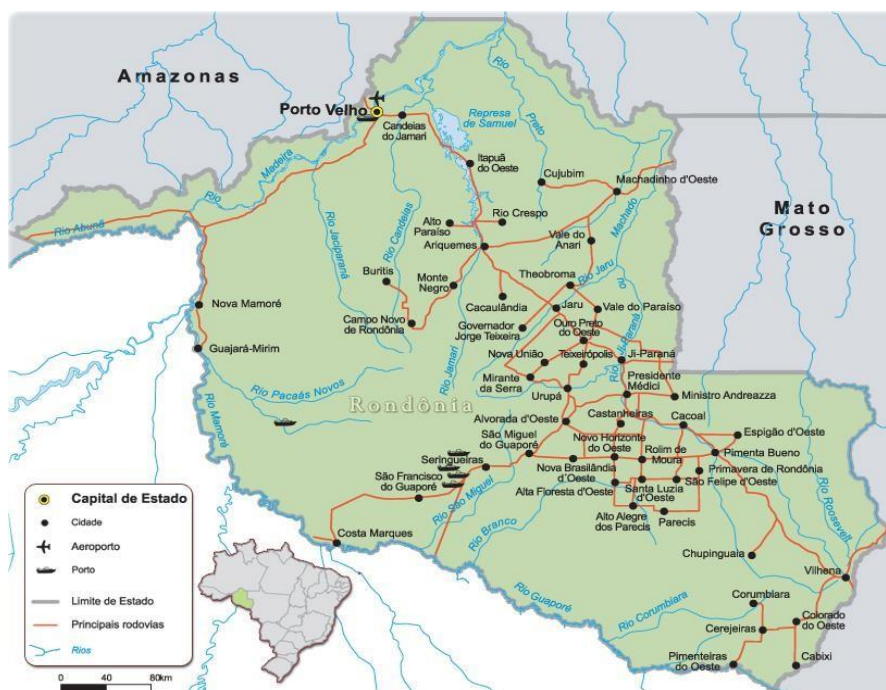 Amazonas
Porto Velho
Candeias
do Jamari
Represa
de Samuel
Rio
Preto
Itapuã
do Oeste
Cujubim
Machadinho d'Oeste
Mato
Grosso
Rio
Madeira
Rio Abunã
Rio Jaciparaná
Rio Candeias
Alto
Paraíso
Rio Crespo
Ariquemes
Vale do
Anari
Machado
Buritis
Monte
Negro
Theobroma
Rio Jaru
ou
Nova Mamoré
Campo Novo
de Rondônia
Cacaulândia
Jaru
Vale do Paraíso
Governador
Jorge Teixeira
Ouro Preto
do Oeste
Rio Ji-Paraná
Guajará-Mirim
Rio Jamari
Nova União
Teixeirópolis
Ji-Paraná
Rio Pacaás Novos
Mirante
da Serra
Presidente
Médici
Rio Mamoré
Rondônia
Urupá
Ministro Andreazza
Alvorada d'Oeste
Castanheiras
Cacoal
São Miguel
do Guaporé
Novo Horizonte
do Oeste
Rolim de
Moura
Espigão d'Oeste
Pimenta Bueno
Seringueiras
Nova Brasilândia
d'Oeste
Primavera de Rondônia
São Francisco
do Guaporé
Santa Luzia
d'Oeste
São Felipe d'Oeste
Alta Floresta d'Oeste
Rio São Miguel
Rio Branco
Alto Alegre
dos Parecis
Parecis
Rio Roosevelt
Costa Marques
Chupinguaia
Vilhena
Rio Guaporé
Corumbiara
Rio Corumbiara
Colorado
do Oeste
Cerejeiras
Pimenteiras
do Oeste
Cabixi
Capital de Estado
Cidade
Aeroporto
Porto
Limite de Estado
Principais rodovias
Rios
0 40 80km